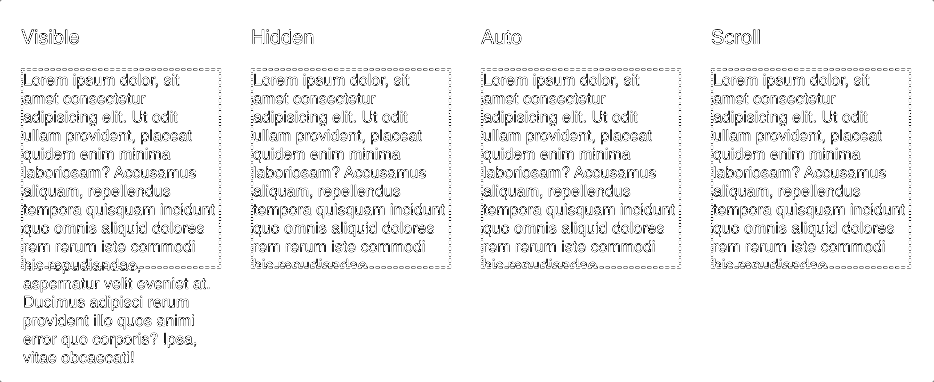 Visible
Lorem ipsum dolor, sit
amet consectetur
adipisicing elit. Ut odit
ullam provident, placeat
quidem enim minima
laboriosam? Accusamus
aliquam, repellendus
tempora quisquam incidunt
quo omnis aliquid dolores
rem rerum iste commodi
hic repudiandae,
aspernatur velit eveniet at.
Ducimus adipisci rerum
provident illo quos animi
error quo corporis? Ipsa,
vitae obcaecati!
Hidden
Lorem ipsum dolor, sit
amet consectetur
adipisicing elit. Ut odit
ullam provident, placeat
quidem enim minima
laboriosam? Accusamus
aliquam, repellendus
tempora quisquam incidunt
quo omnis aliquid dolores
rem rerum iste commodi
hic repudiandae
Auto
Lorem ipsum dolor, sit
amet consectetur
adipisicing elit. Ut odit
ullam provident, placeat
quidem enim minima
laboriosam? Accusamus
aliquam, repellendus
tempora quisquam incidunt
quo omnis aliquid dolores
rem rerum iste commodi
hic repudiandae
Scroll
Lorem ipsum dolor, sit
amet consectetur
adipisicing elit. Ut odit
ullam provident, placeat
quidem enim minima
laboriosam? Accusamus
aliquam, repellendus
tempora quisquam incidunt
quo omnis aliquid dolores
rem rerum iste commodi
hic repudiandae